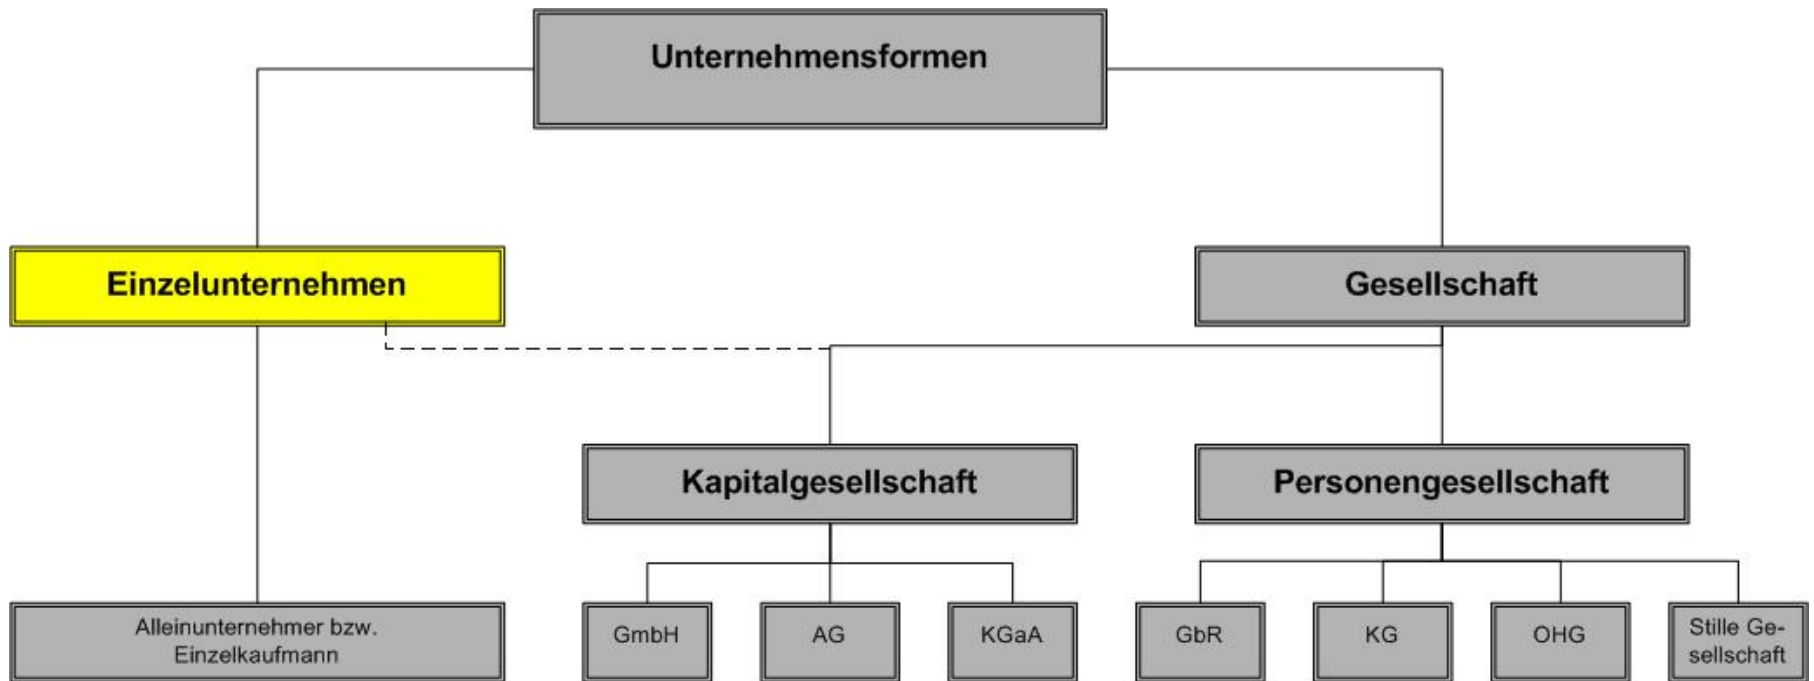 Unternehmensformen
Einzelunternehmen
Gesellschaft
Kapitalgesellschaft
Personengesellschaft
Alleinunternehmer bzw.
Einzelkaufmann
GmbH
AG
KGaA
GbR
KG
OHG
Stille Ge-
sellschaft